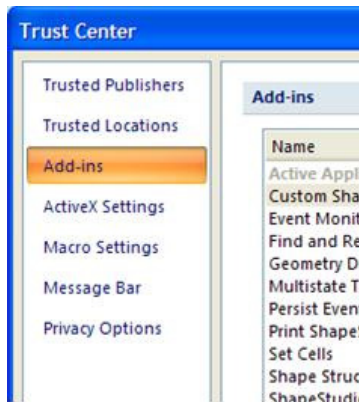 Trust Center
Trusted Publishers
Trusted Locations
Add-ins
ActiveX Settings
Macro Settings
Message Bar
Privacy Options
Add-ins
Name
Active Appl
Custom Sha
Event Monit
Find and Re
Geometry D
Multistate T
Persist Even
Print Shape
Set Cells
Shape Struc
ShapeStudi